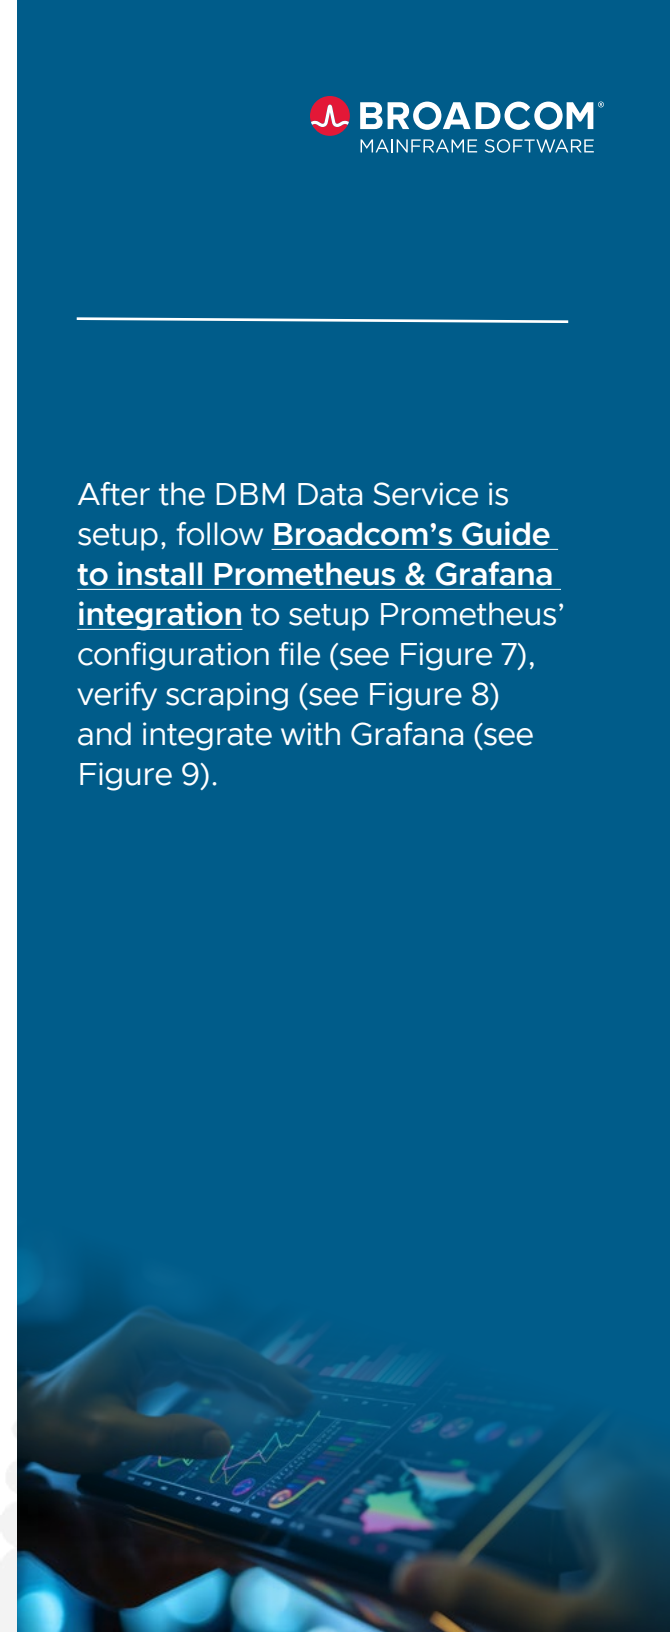 BROADCOM®
MAINFRAME SOFTWARE
After the DBM Data Service is
setup, follow Broadcom’s Guide
to install Prometheus & Grafana
integration to setup Prometheus’
configuration file (see Figure 7),
verify scraping (see Figure 8)
and integrate with Grafana (see
Figure 9).